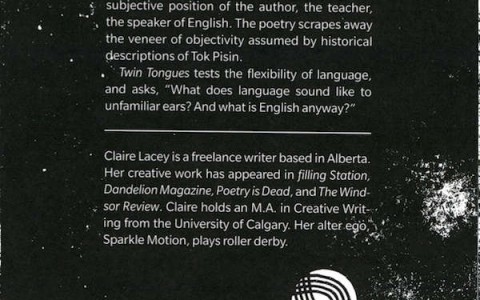 subjective position of the author, the teacher,
the speaker of English. The poetry scrapes away
the veneer of objectivity assumed by historical
descriptions of Tok Pisin.
Twin Tongues tests the flexibility of language,
and asks, “What does language sound like to
unfamiliar ears? And what is English anyway?”
Claire Lacey is a freelance writer based in Alberta.
Her creative work has appeared in filling Station,
Dandelion Magazine, Poetry is Dead, and The Wind-
sor Review. Claire holds an M.A. in Creative Writ-
ing from the University of Calgary. Her alter ego,
Sparkle Motion, plays roller derby.